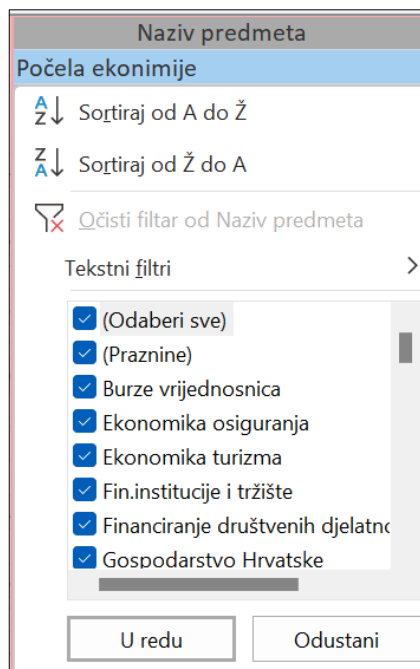 Naziv predmeta
Počela ekonimije
Sortiraj od A do Ž
Sortiraj od Ž do A
Očisti filtar od Naziv predmeta
Tekstni filtri
(Odaberi sve)
(Praznine)
Burze vrijednosnica
Ekonomika osiguranja
Ekonomika turizma
Fin.institucije i tržište
Financiranje društvenih djelatno
Gospodarstvo Hrvatske
U redu
Odustani